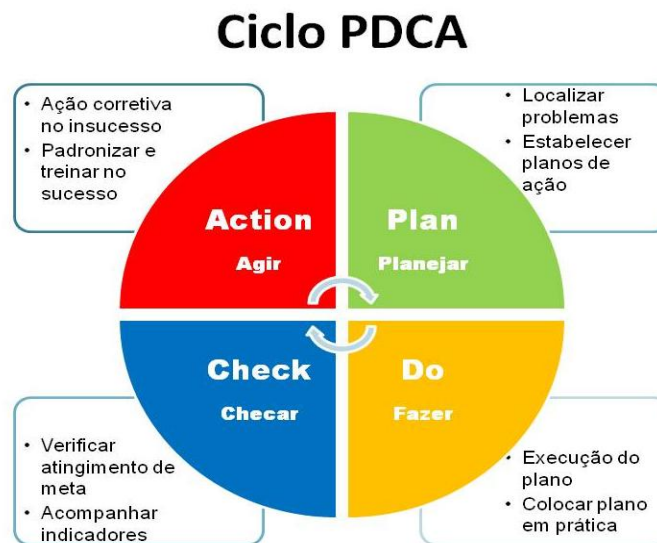 Ciclo PDCA
• Ação corretiva
no insucesso
• Padronizar e
treinar no
sucesso
• Localizar
problemas
• Estabelecer
planos de
ação
Action
Agir
Plan
Planejar
Check
Checar
Do
Fazer
• Verificar
atingimento de
meta
• Acompanhar
indicadores
• Execução do
plano
• Colocar plano
em prática